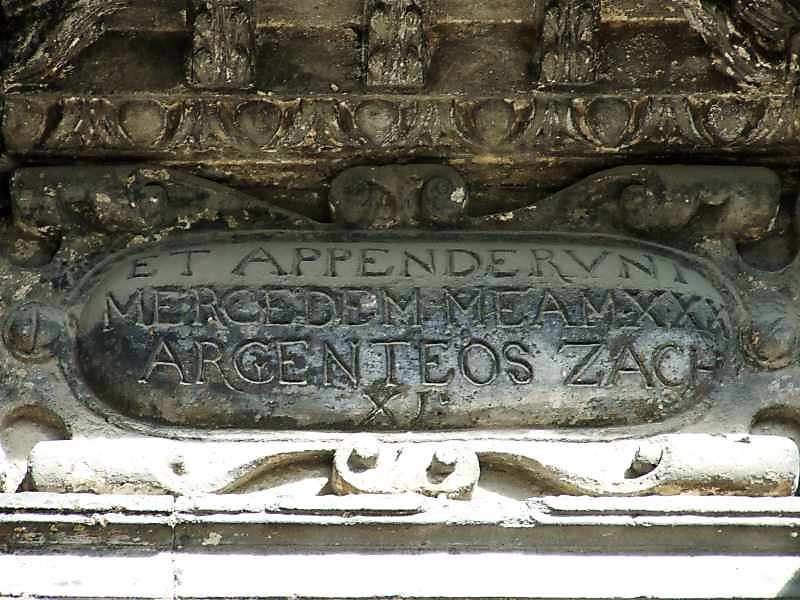 ET APPENDERVNT
MERCEDEM MEAM XXX
ARGENTEOS ZACH
XI